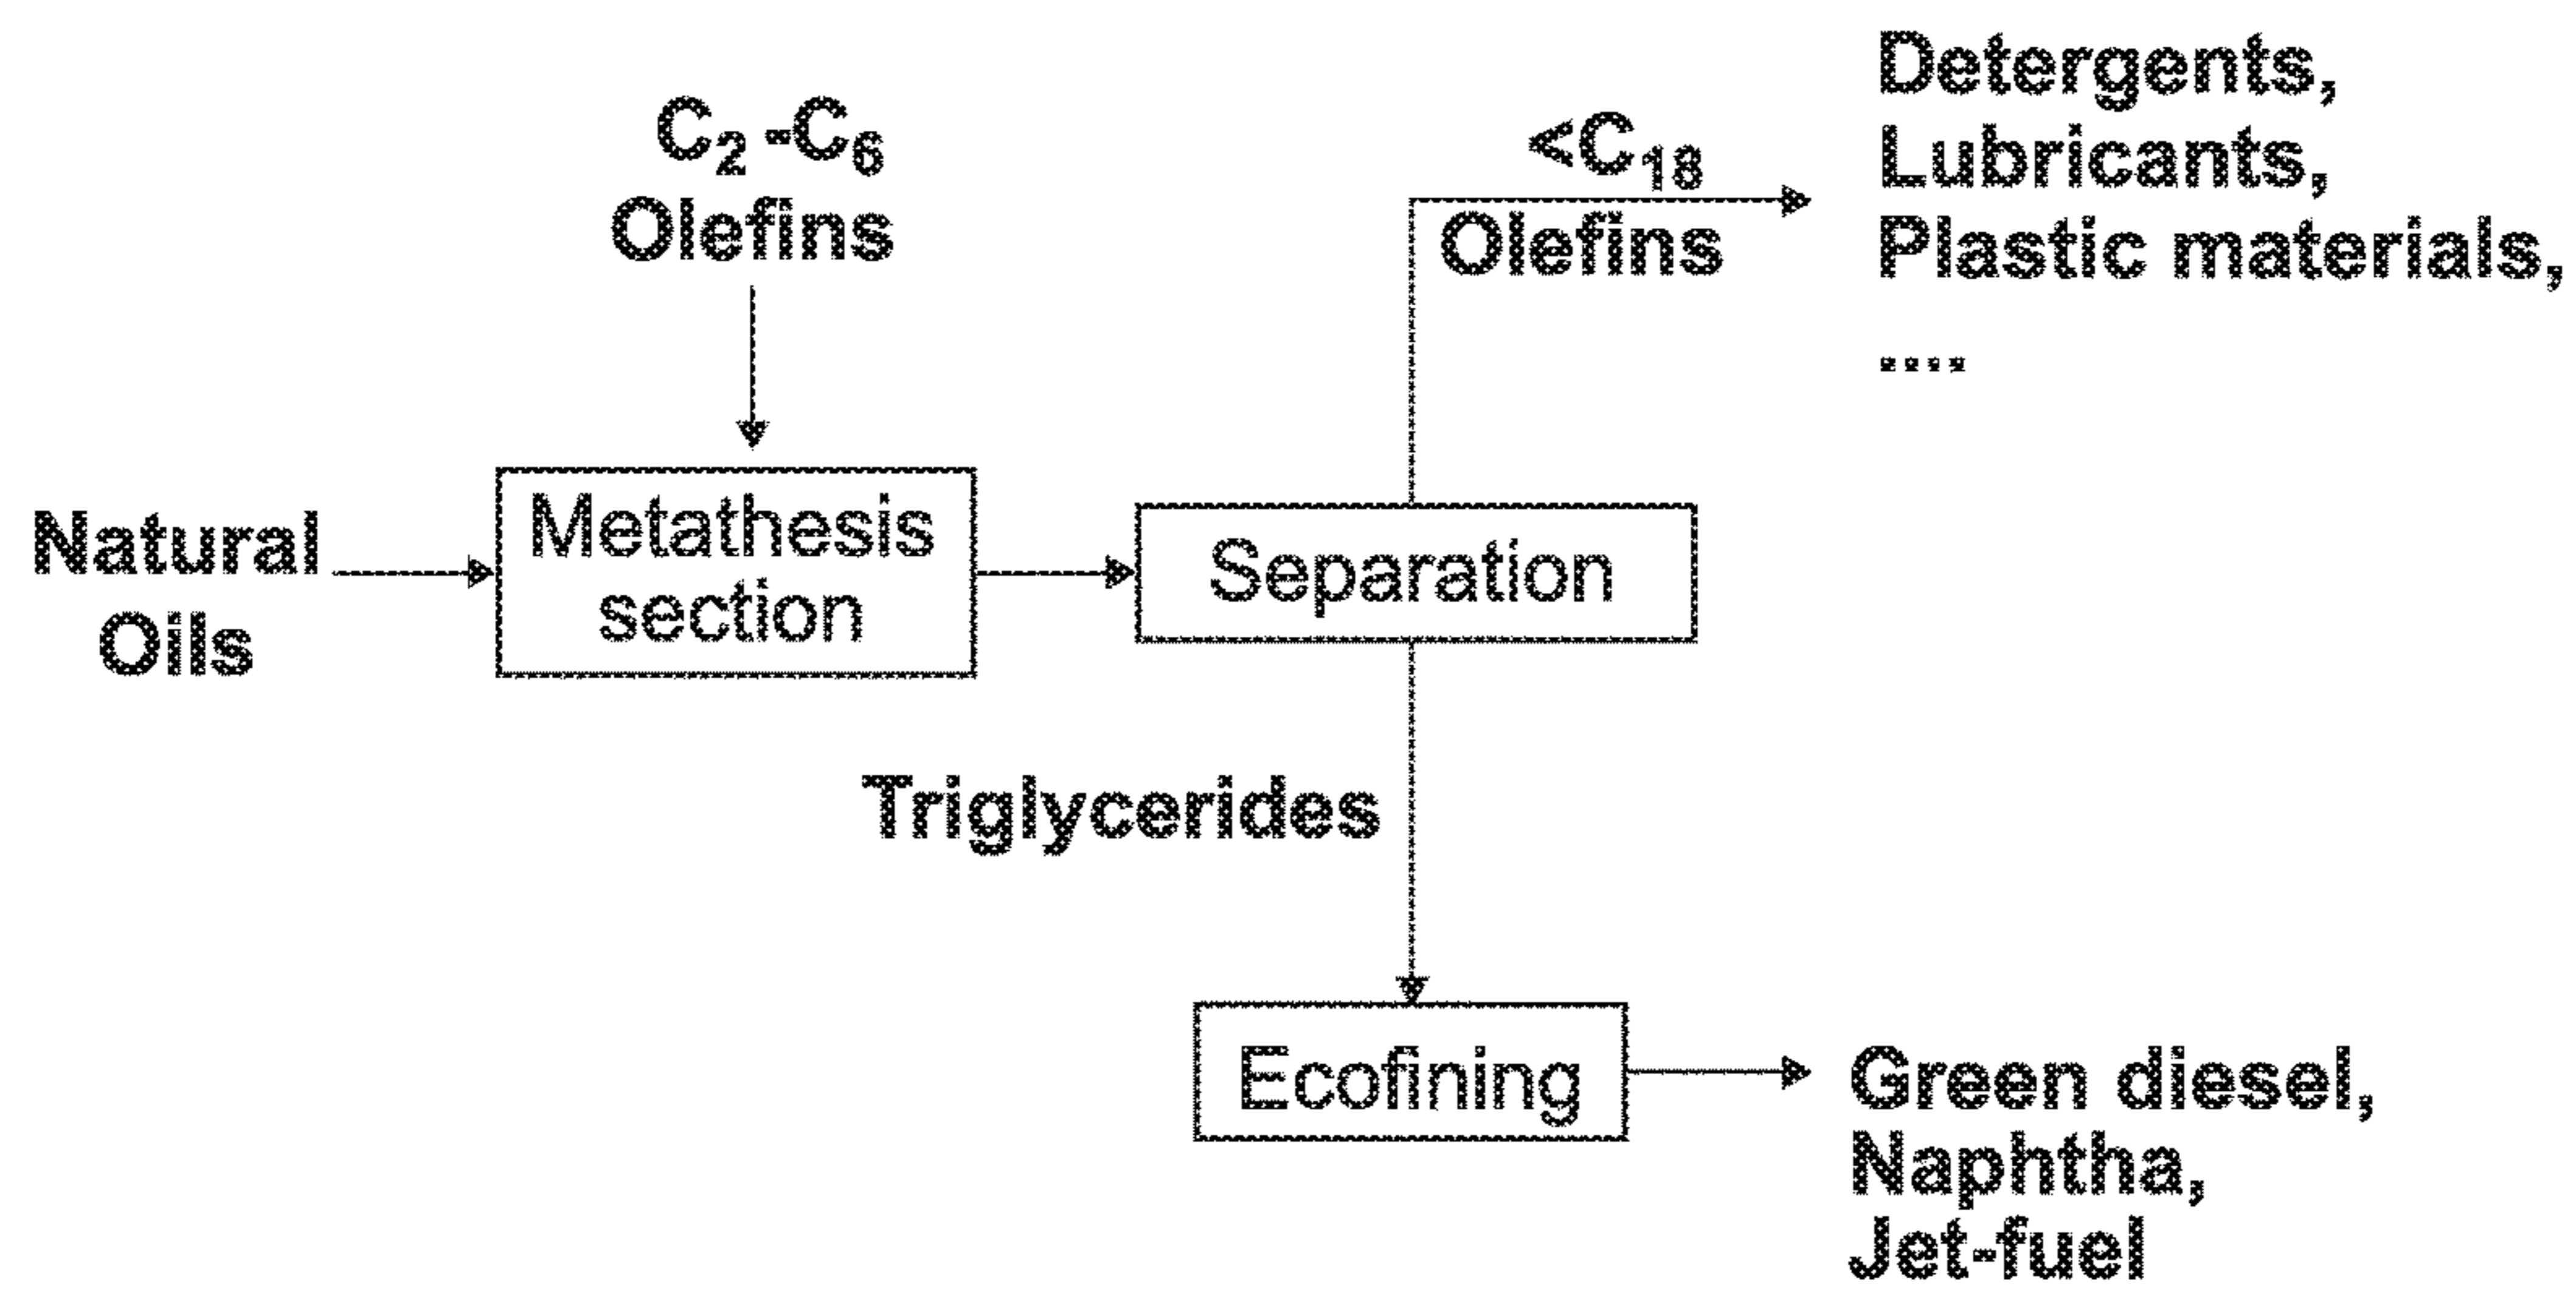 C₂ -C₆
Olefins
<C₁₈
Olefins
Detergents,
Lubricants,
Plastic materials,
....
Natural
Oils
Metathesis
section
Separation
Triglycerides
Ecofining
Green diesel,
Naphtha,
Jet-fuel